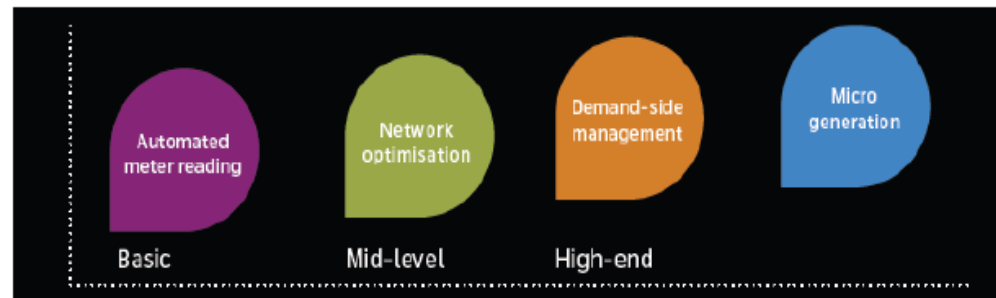 Automated
meter reading
Network
optimisation
Demand-side
management
Micro
generation
Basic
Mid-level
High-end